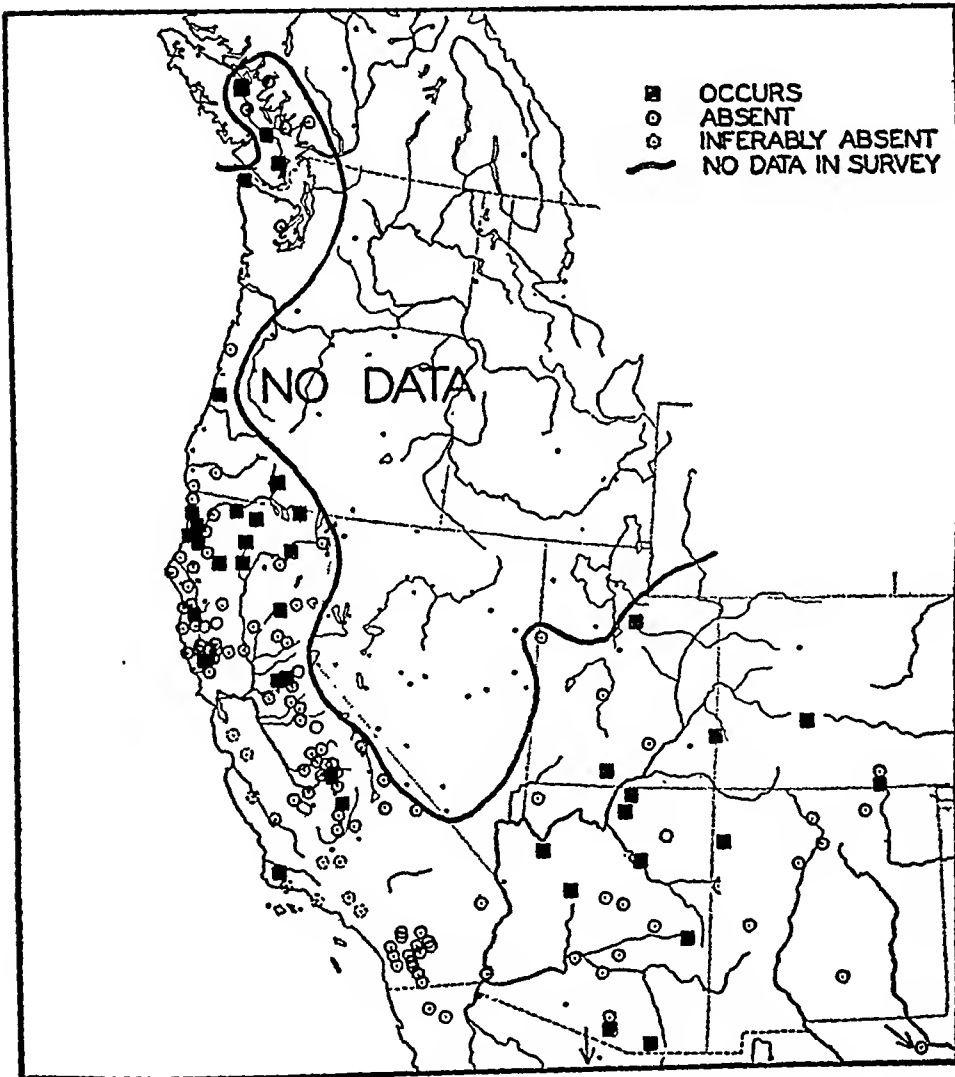 OCCURS
ABSENT
INFERABLY ABSENT
NO DATA IN SURVEY
NO DATA